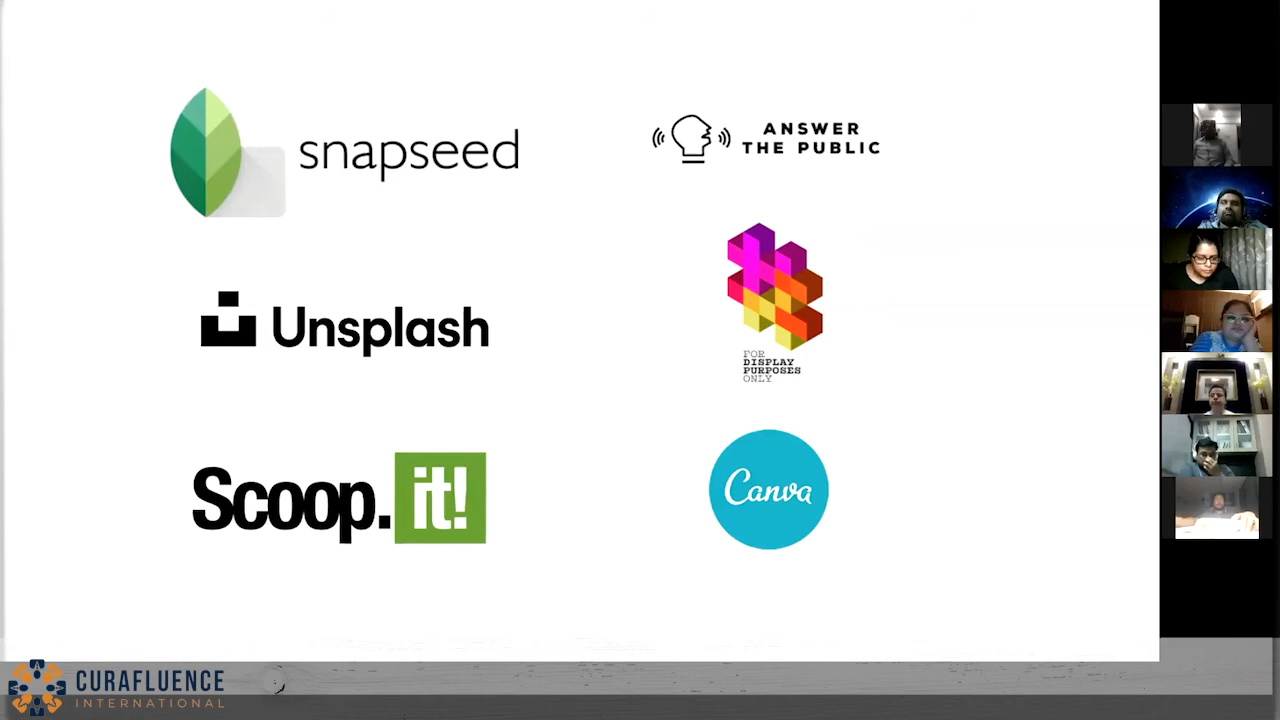 snapseed
ANSWER
THE PUBLIC
Unsplash
FOR
DISPLAY
PURPOSES
ONLY
Scoop.it!
Canva
CURAFLUENCE
INTERNATIONAL